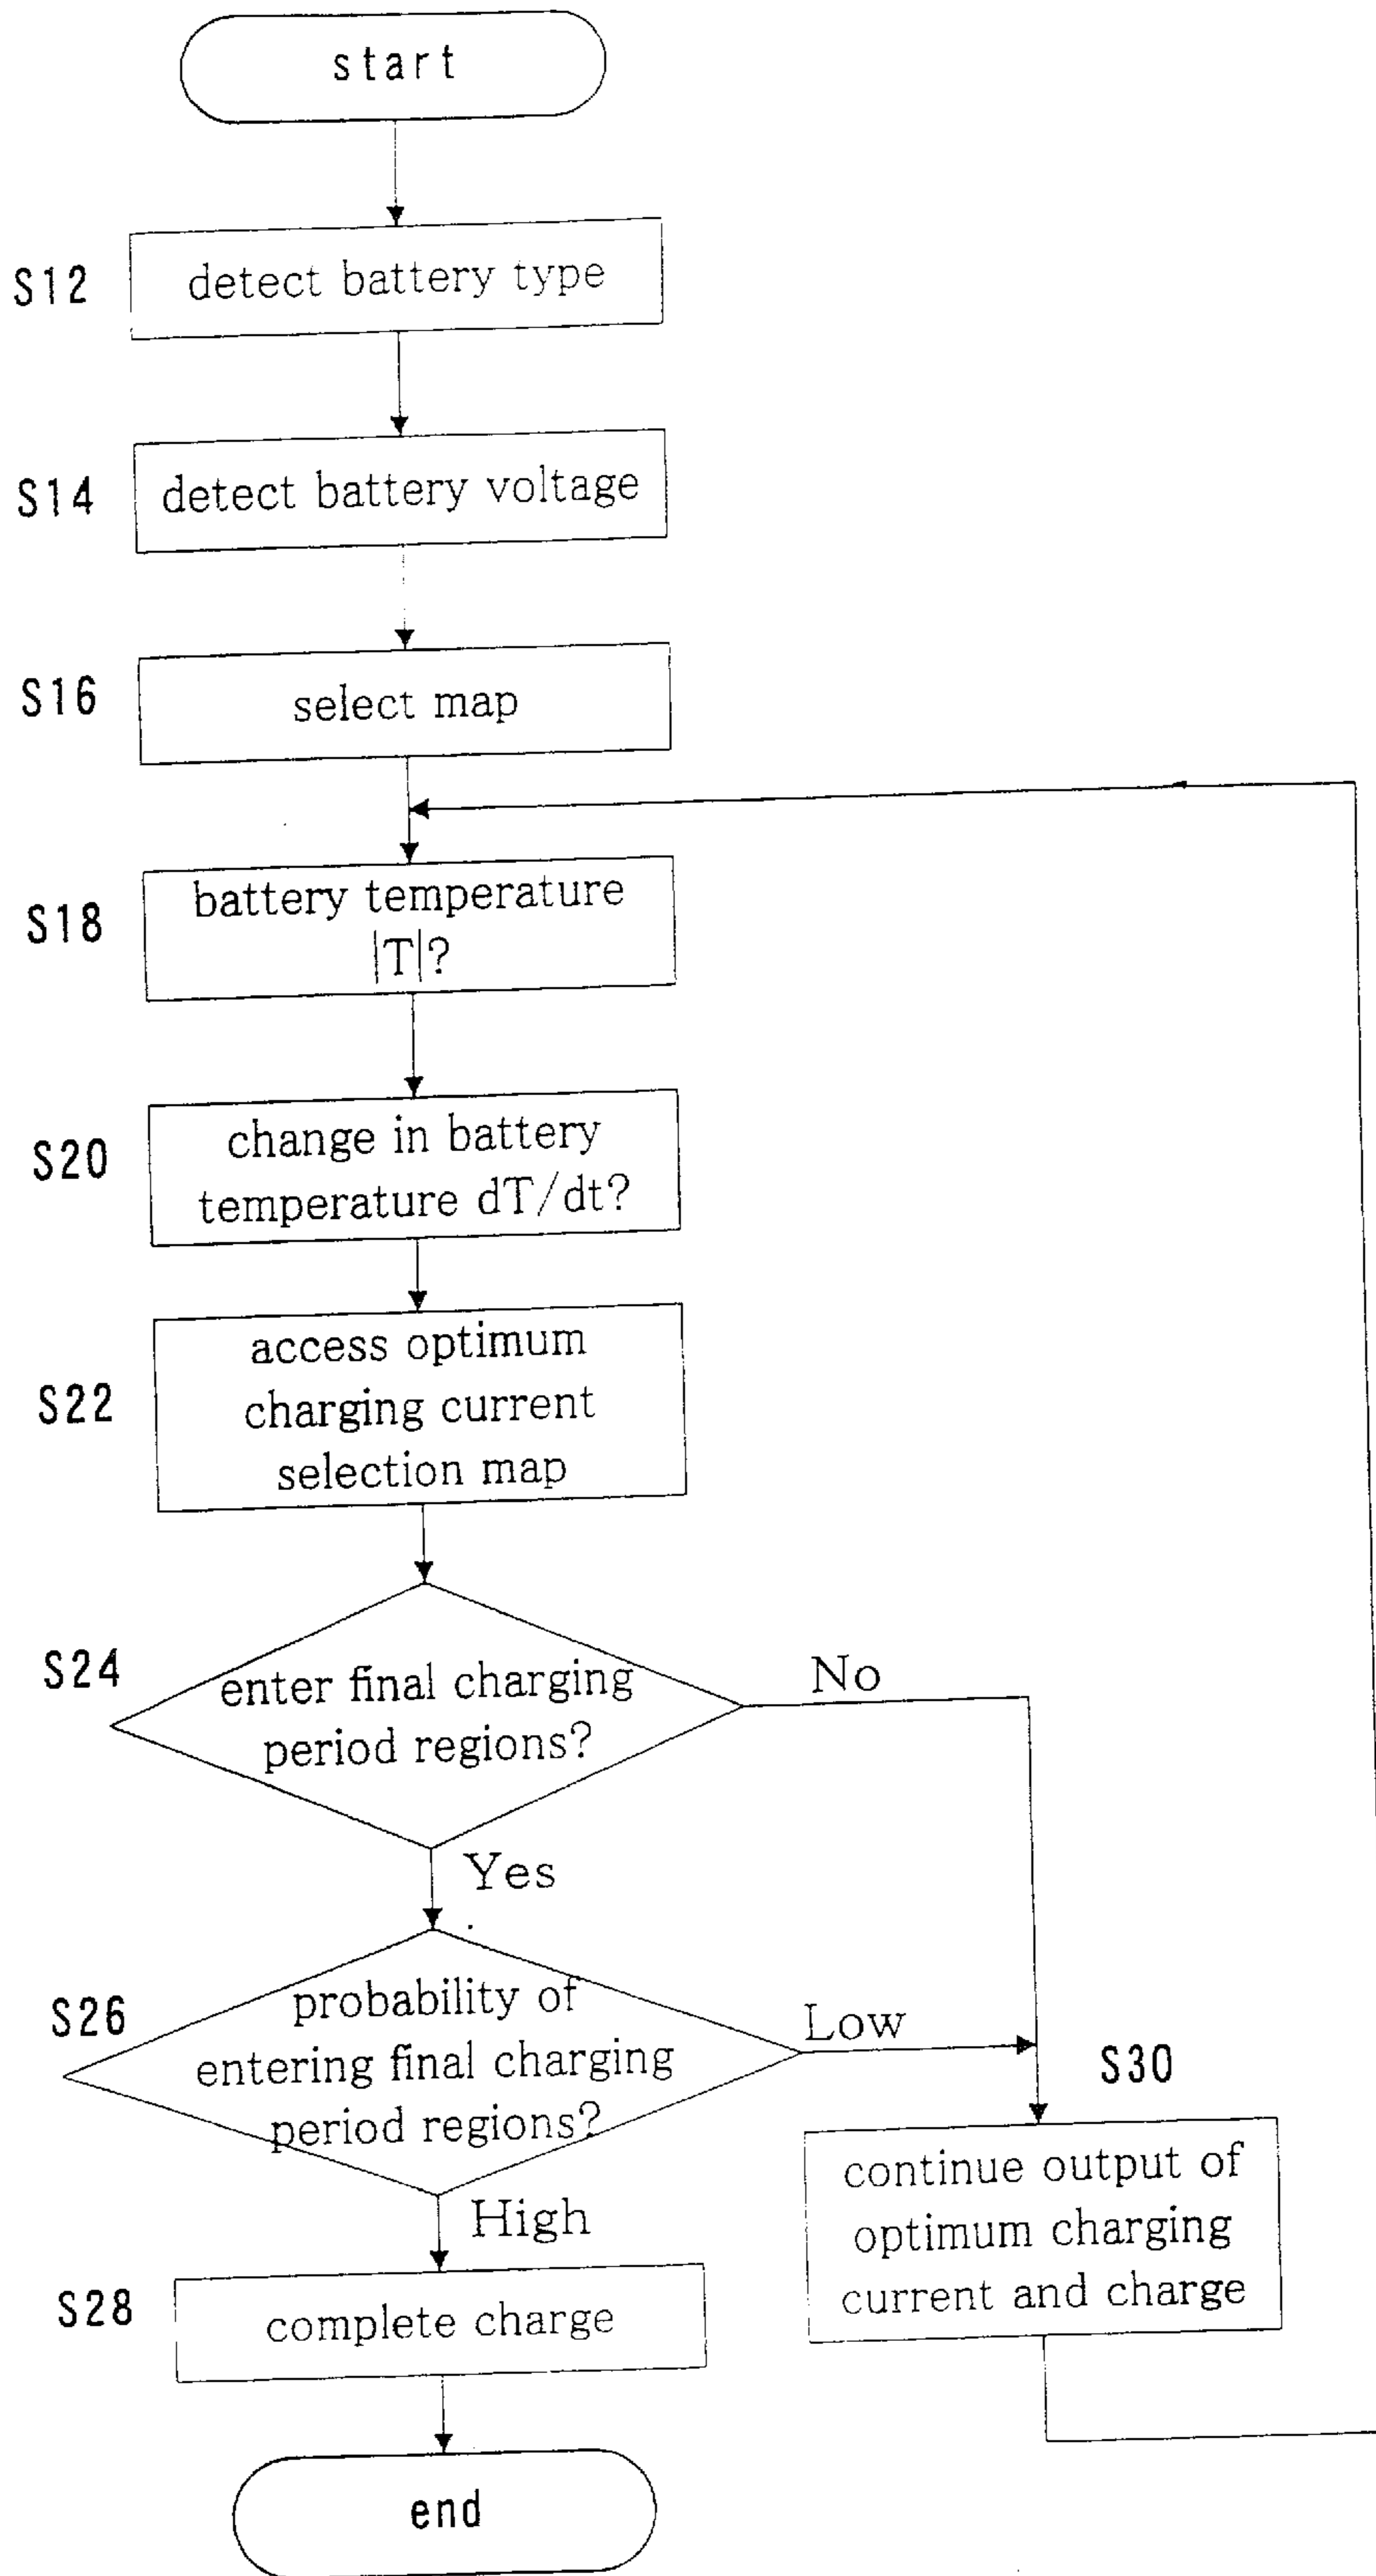 start
S12
detect battery type
S14
detect battery voltage
S16
select map
S18
battery temperature
|T|?
S20
change in battery
temperature dT/dt?
S22
access optimum
charging current
selection map
S24
enter final charging
period regions?
No
Yes
S26
probability of
entering final charging
period regions?
Low
High
S30
continue output of
optimum charging
current and charge
S28
complete charge
end